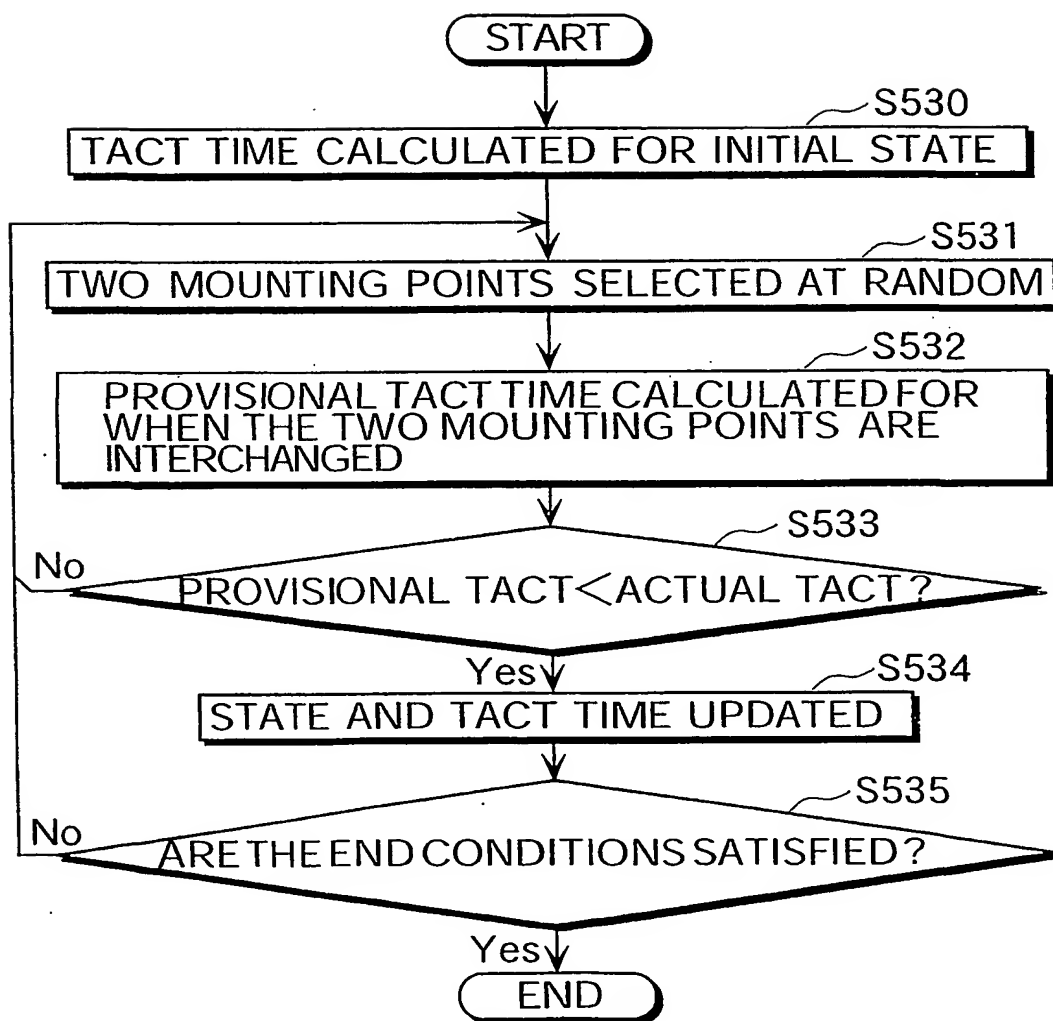 START
S530
TACT TIME CALCULATED FOR INITIAL STATE
S531
TWO MOUNTING POINTS SELECTED AT RANDOM
S532
PROVISIONAL TACT TIME CALCULATED FOR
WHEN THE TWO MOUNTING POINTS ARE
INTERCHANGED
S533
No
PROVISIONAL TACT<ACTUAL TACT?
Yes
S534
STATE AND TACT TIME UPDATED
S535
No
ARE THE END CONDITIONS SATISFIED?
Yes
END